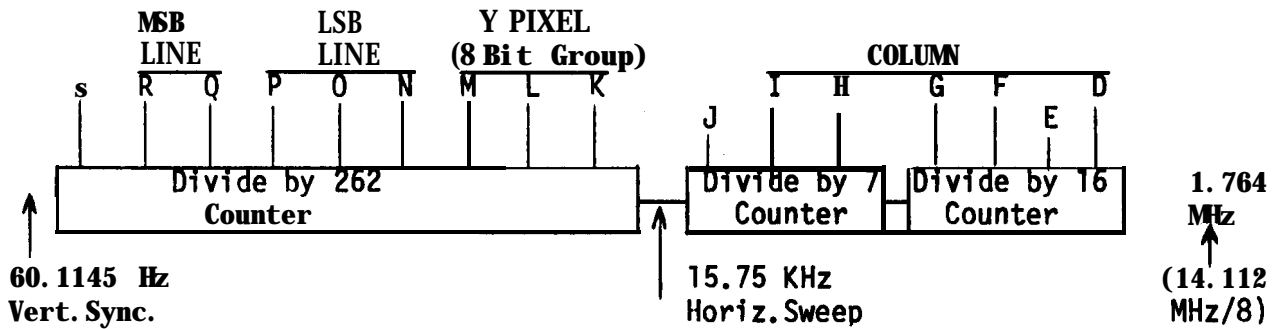 MSB LSB Y PIXEL
LINE LINE (8 Bit Group) COLUMN
s R Q P O N M L K I H G F D
J E
Divide by 262 Divide by 7 Divide by 16 1.764
Counter Counter Counter MHz
60.1145 Hz 15.75 KHz (14.112
Vert.Sync. Horiz.Sweep MHz/8)